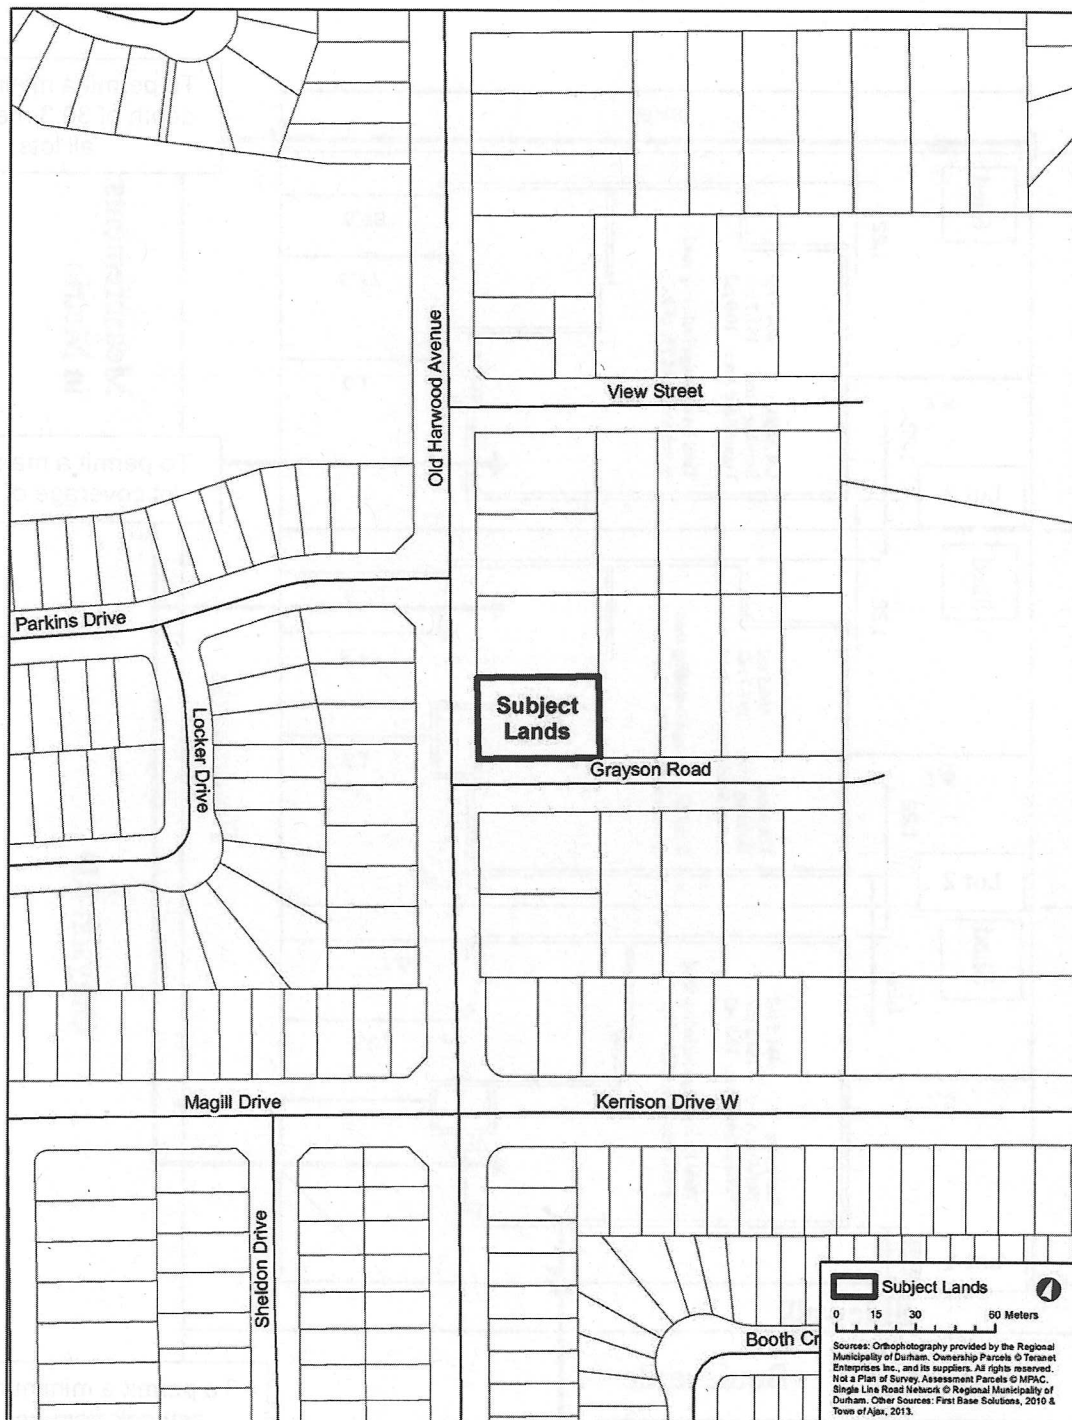 Old Harwood Avenue
View Street
Parkins Drive
Locker Drive
Subject
Lands
Grayson Road
Magill Drive
Kerrison Drive W
Sheldon Drive
Booth Cr
Subject Lands
0 15 30 60 Meters
Sources: Orthophotography provided by the Regional
Municipality of Durham. Ownership Parcels © Teranet
Enterprises Inc., and its suppliers. All rights reserved.
Not a Plan of Survey. Assessment Parcels © MPAC.
Single Line Road Network © Regional Municipality of
Durham. Other Sources: First Base Solutions, 2010 &
Town of Ajax, 2013.